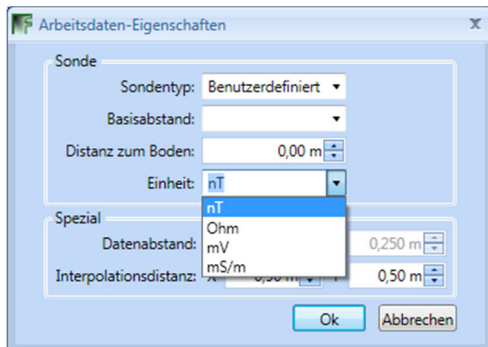 Arbeitsdaten-Eigenschaften x
Sonde
Sondentyp: Benutzerdefiniert
Basisabstand:
Distanz zum Boden: 0,00 m
Einheit: nT
nT
Ohm
mV
mS/m
Spezial
Datenabstand: 0,250 m
Interpolationsdistanz: 0,50 m
Ok Abbrechen